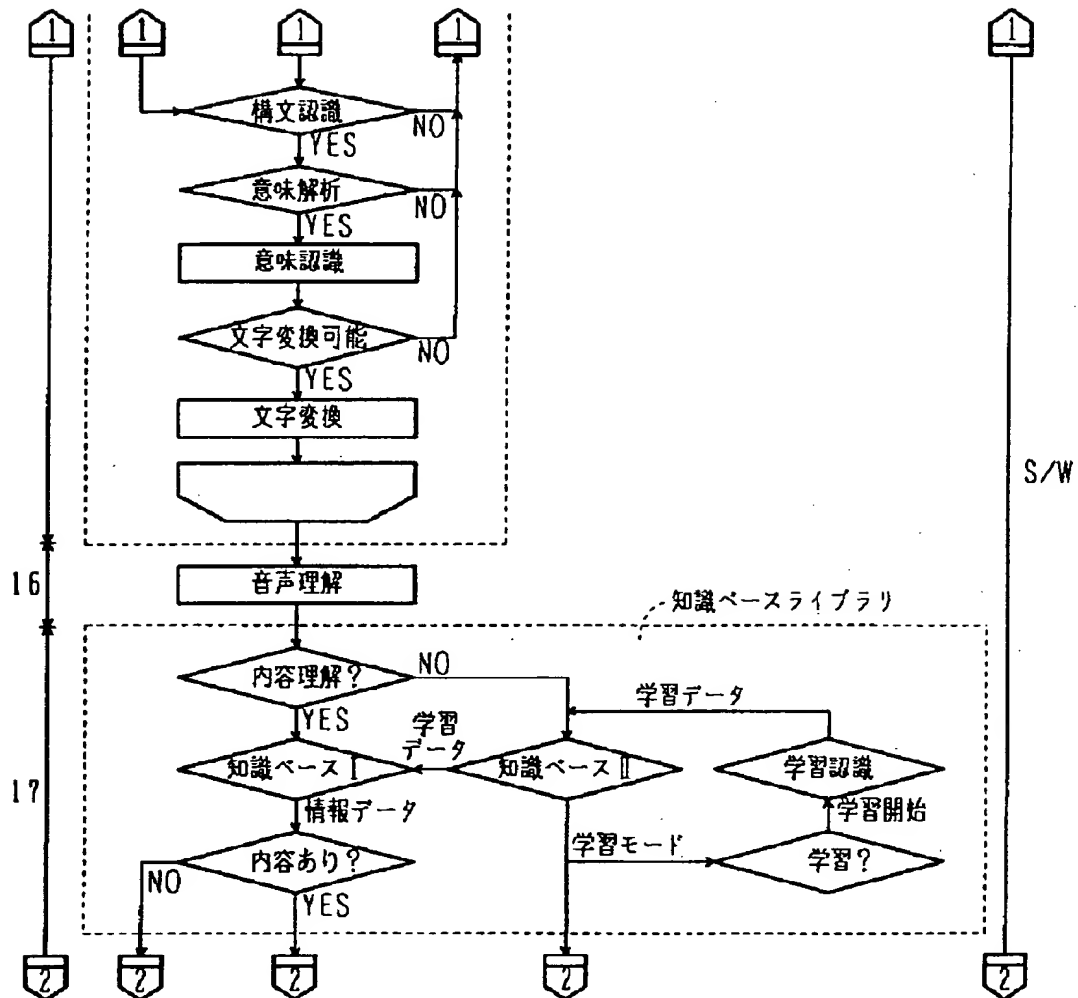 1 1 1 1 1
構文認識
NO
YES
意味解析
NO
YES
意味認識
文字変換可能
NO
YES
文字変換
S/W
16
音声理解
知識ベースライブラリ
内容理解?
NO
YES
学習データ
学習
データ
知識ベースⅠ
知識ベースⅡ
学習認識
17
情報データ
学習開始
学習モード
内容あり?
学習?
NO
YES
2 2 2 2 2